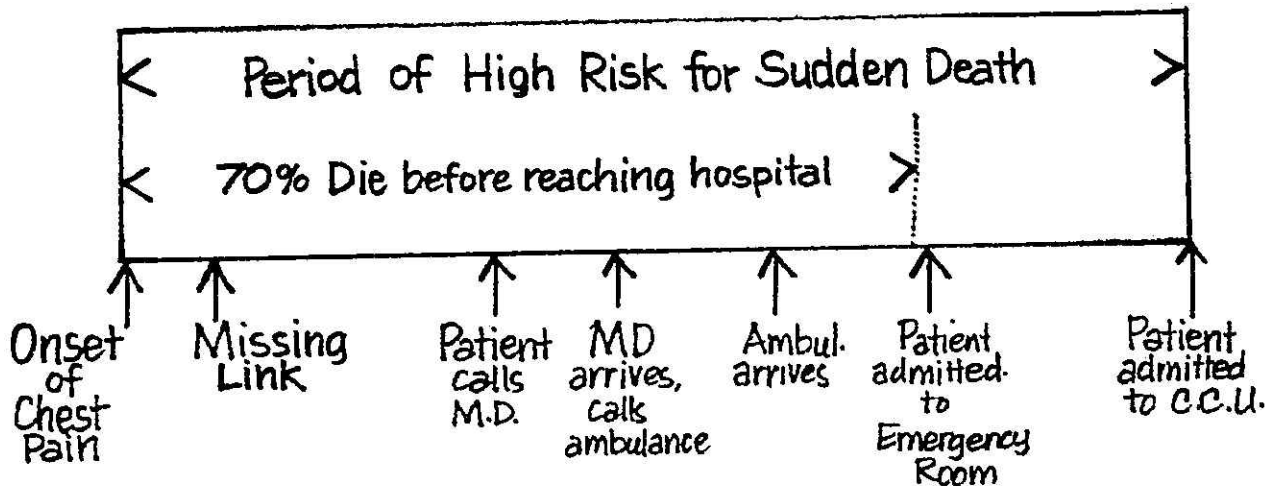 Period of High Risk for Sudden Death
70% Die before reaching hospital
Onset
of
Chest
Pain
Missing
Link
Patient
calls
M.D.
MD
arrives,
calls
ambulance
Ambul.
arrives
Patient
admitted.
to
Emergency
Room
Patient
admitted
to C.C.U.